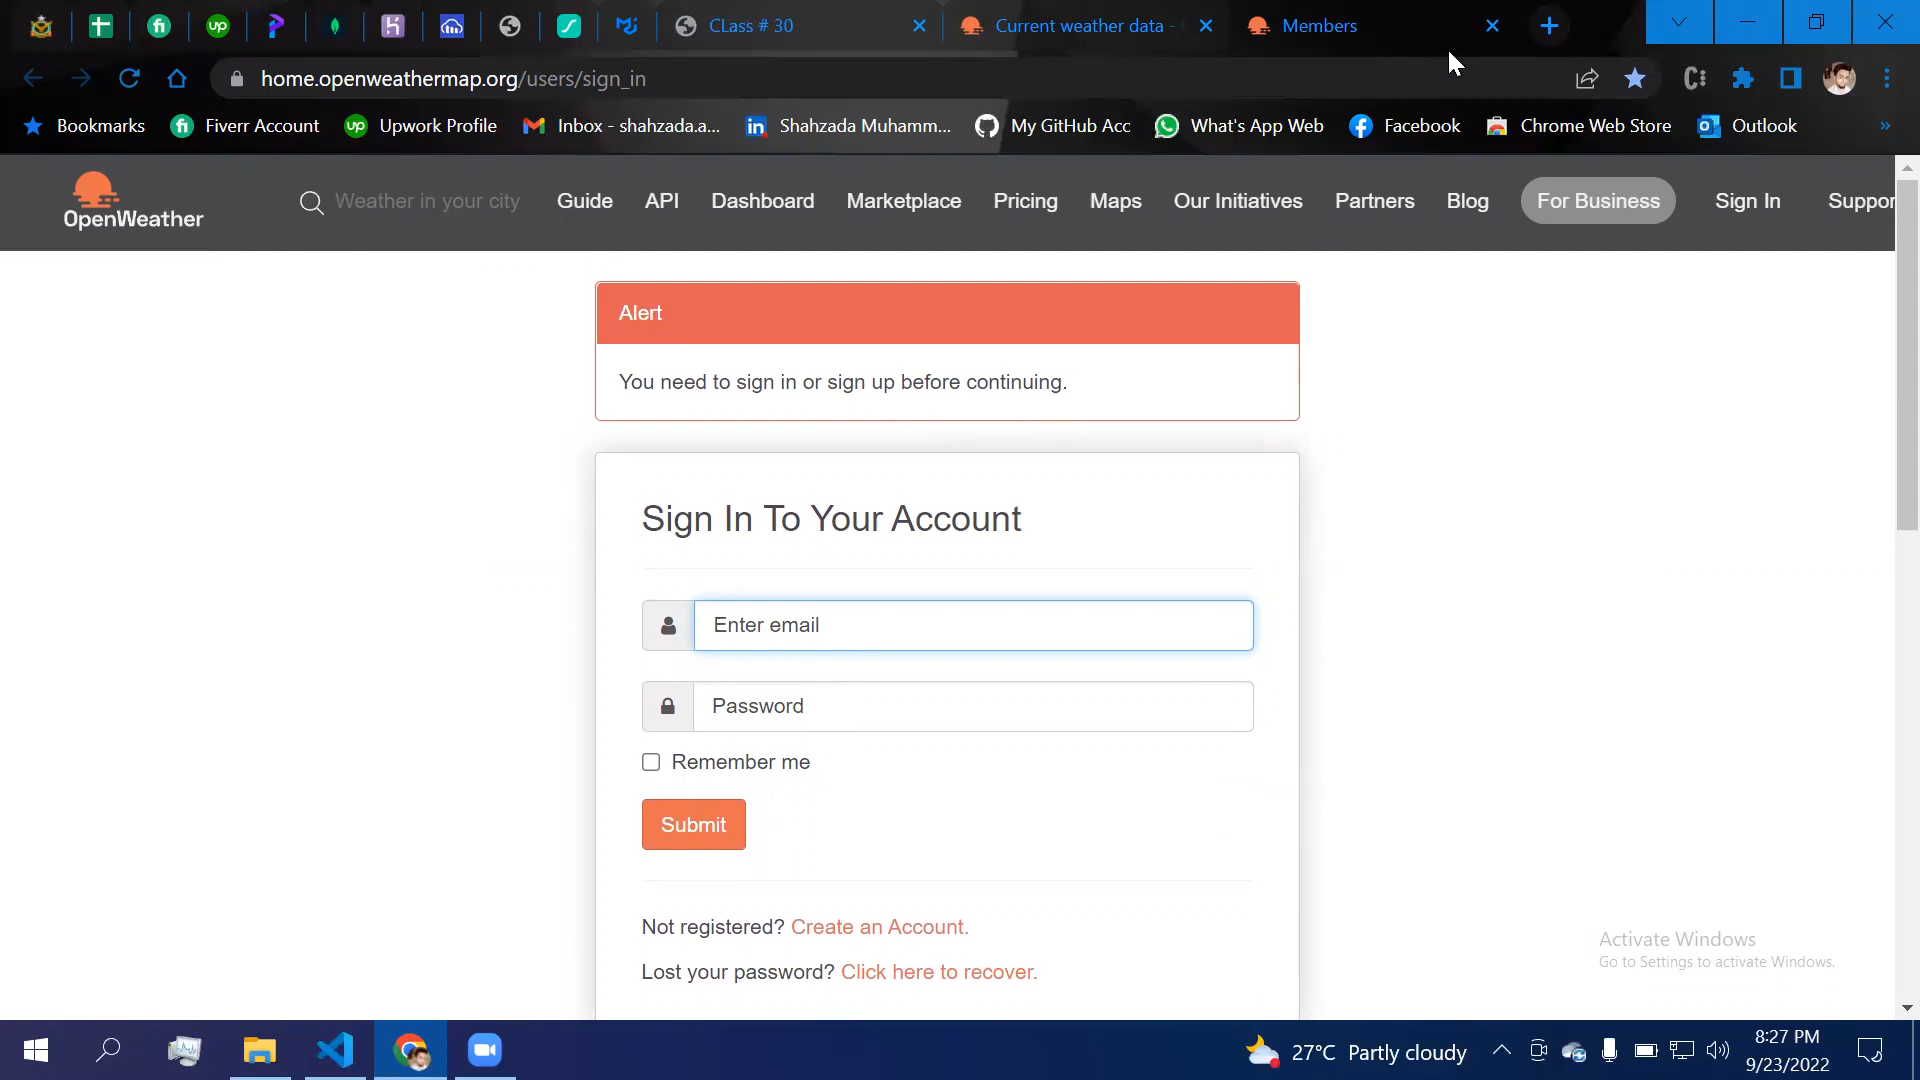 CLass # 30
Current weather data -
Members
home.openweathermap.org/users/sign_in
Bookmarks
Fiverr Account
Upwork Profile
Inbox - shahzada.a...
Shahzada Muhamm...
My GitHub Acc
What's App Web
Facebook
Chrome Web Store
Outlook
»
OpenWeather
Weather in your city
Guide
API
Dashboard
Marketplace
Pricing
Maps
Our Initiatives
Partners
Blog
For Business
Sign In
Suppor
Alert
You need to sign in or sign up before continuing.
Sign In To Your Account
Enter email
Password
Remember me
Submit
Not registered? Create an Account.
Lost your password? Click here to recover.
Activate Windows
Go to Settings to activate Windows.
27°C Partly cloudy
8:27 PM
9/23/2022